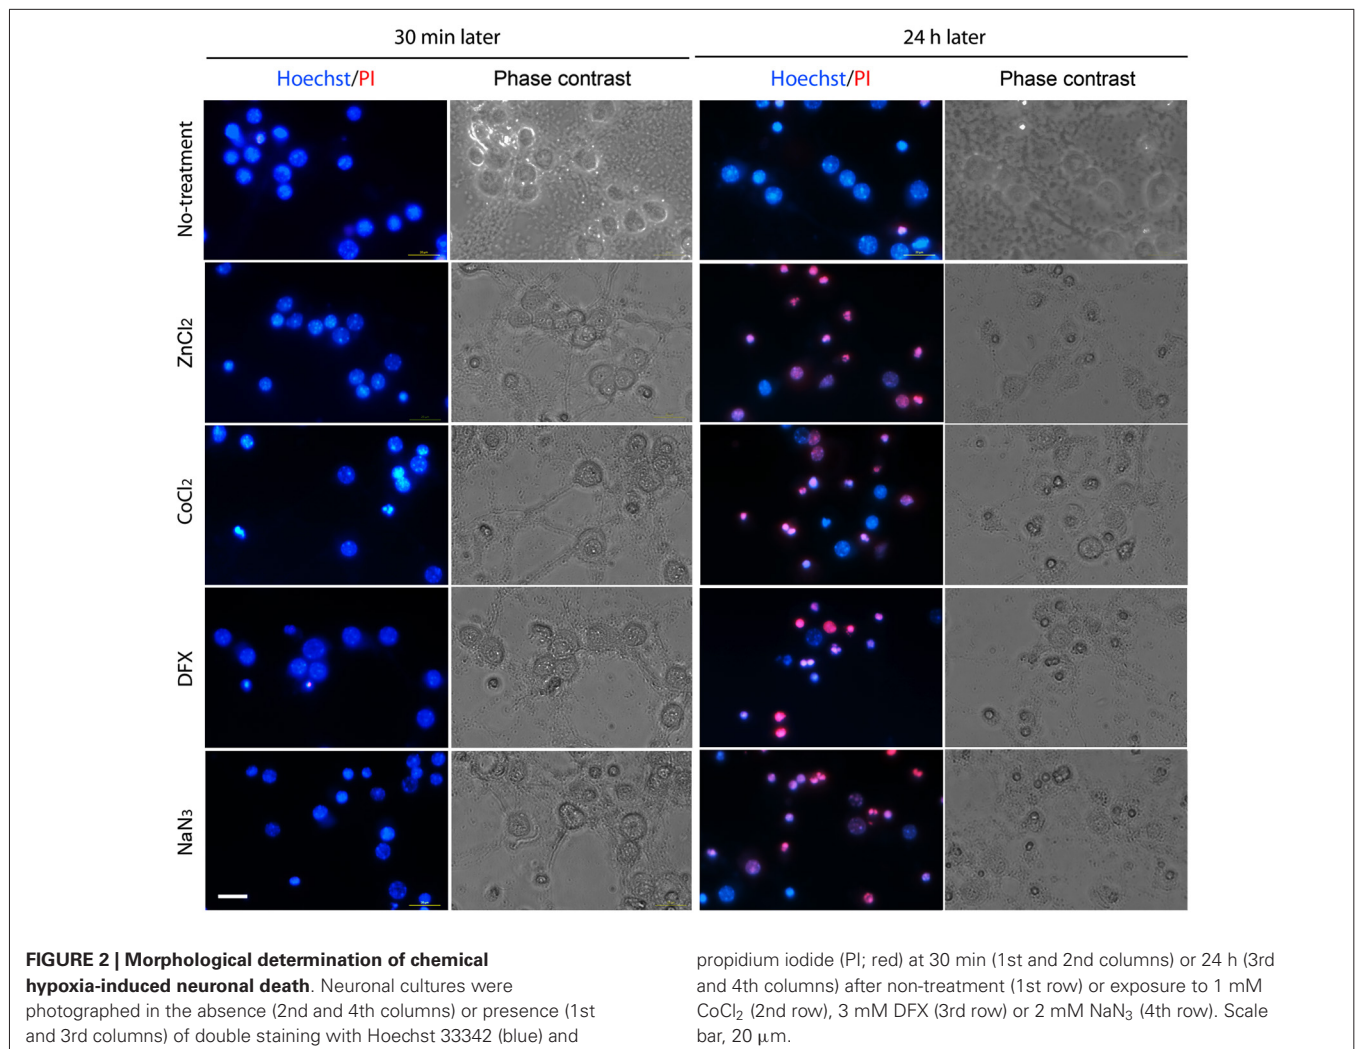 30 min later
24 h later
Hoechst/PI
Phase contrast
Hoechst/PI
Phase contrast
No-treatment
ZnCl2
CoCl2
DFX
NaN3
FIGURE 2 | Morphological determination of chemical
hypoxia-induced neuronal death. Neuronal cultures were
photographed in the absence (2nd and 4th columns) or presence (1st
and 3rd columns) of double staining with Hoechst 33342 (blue) and
propidium iodide (PI; red) at 30 min (1st and 2nd columns) or 24 h (3rd
and 4th columns) after non-treatment (1st row) or exposure to 1 mM
CoCl2 (2nd row), 3 mM DFX (3rd row) or 2 mM NaN3 (4th row). Scale
bar, 20 μm.